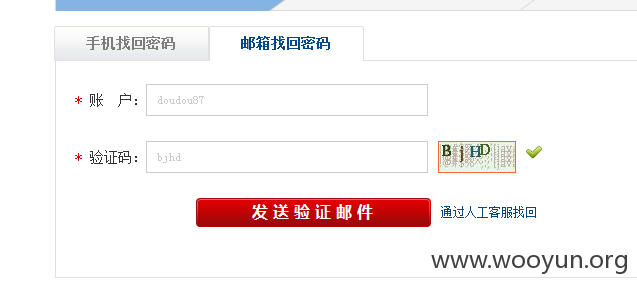 手机找回密码 邮箱找回密码
* 账 户: doudou87
* 验证码: bjhd BjHD
发送验证邮件 通过人工客服找回
www.wooyun.org